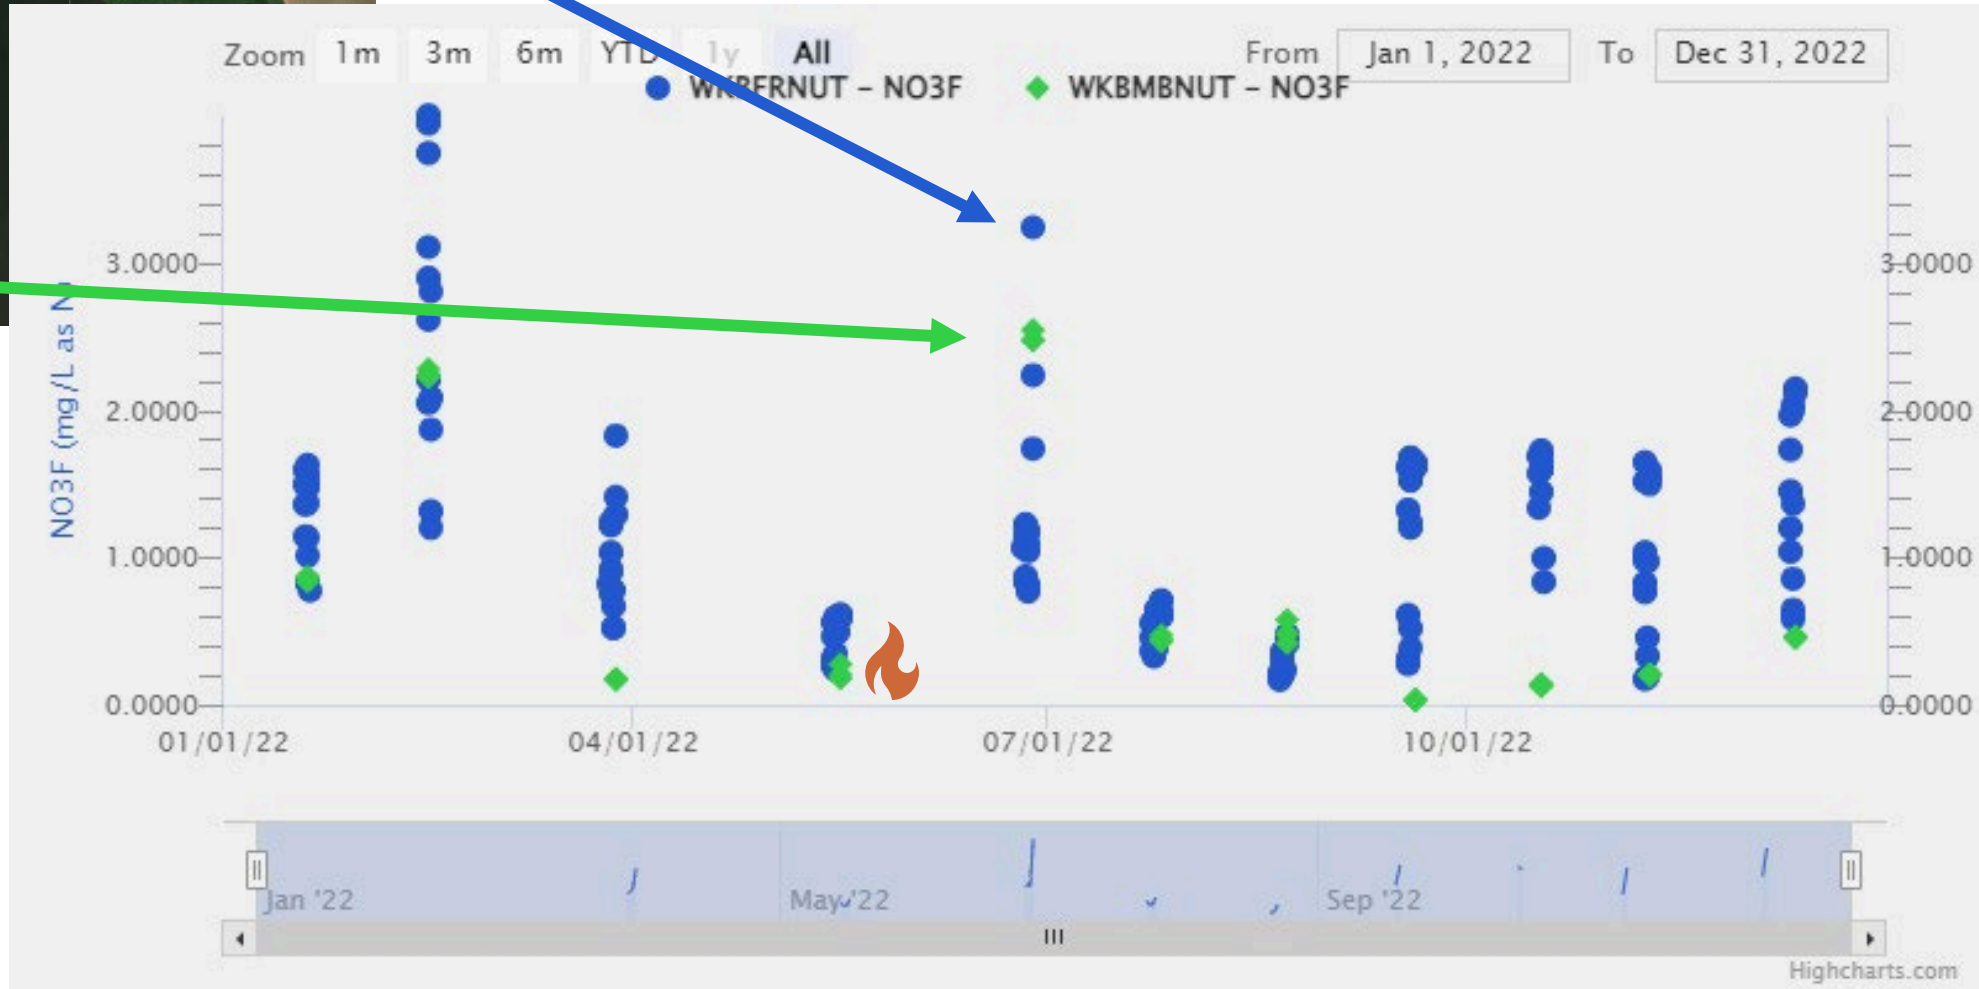 Zoom 1m 3m 6m YTD 1y All From Jan 1, 2022 To Dec 31, 2022
WKBFRNUT - NO3F WKBMBNUT - NO3F
NO3F (mg/L as N)
3.0000 3.0000
2.0000 2.0000
1.0000 1.0000
0.0000 0.0000
01/01/22 04/01/22 07/01/22 10/01/22
Jan '22 May '22 Sep '22
Highcharts.com